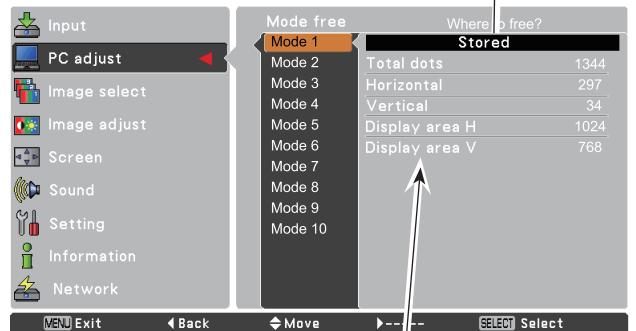 Input
PC adjust
Image select
Image adjust
Screen
Sound
Setting
Information
Network
Mode free
Where to free?
Mode 1
Mode 2
Mode 3
Mode 4
Mode 5
Mode 6
Mode 7
Mode 8
Mode 9
Mode 10
Stored
Total dots 1344
Horizontal 297
Vertical 34
Display area H 1024
Display area V 768
MENU Exit Back Move ----- SELECT Select